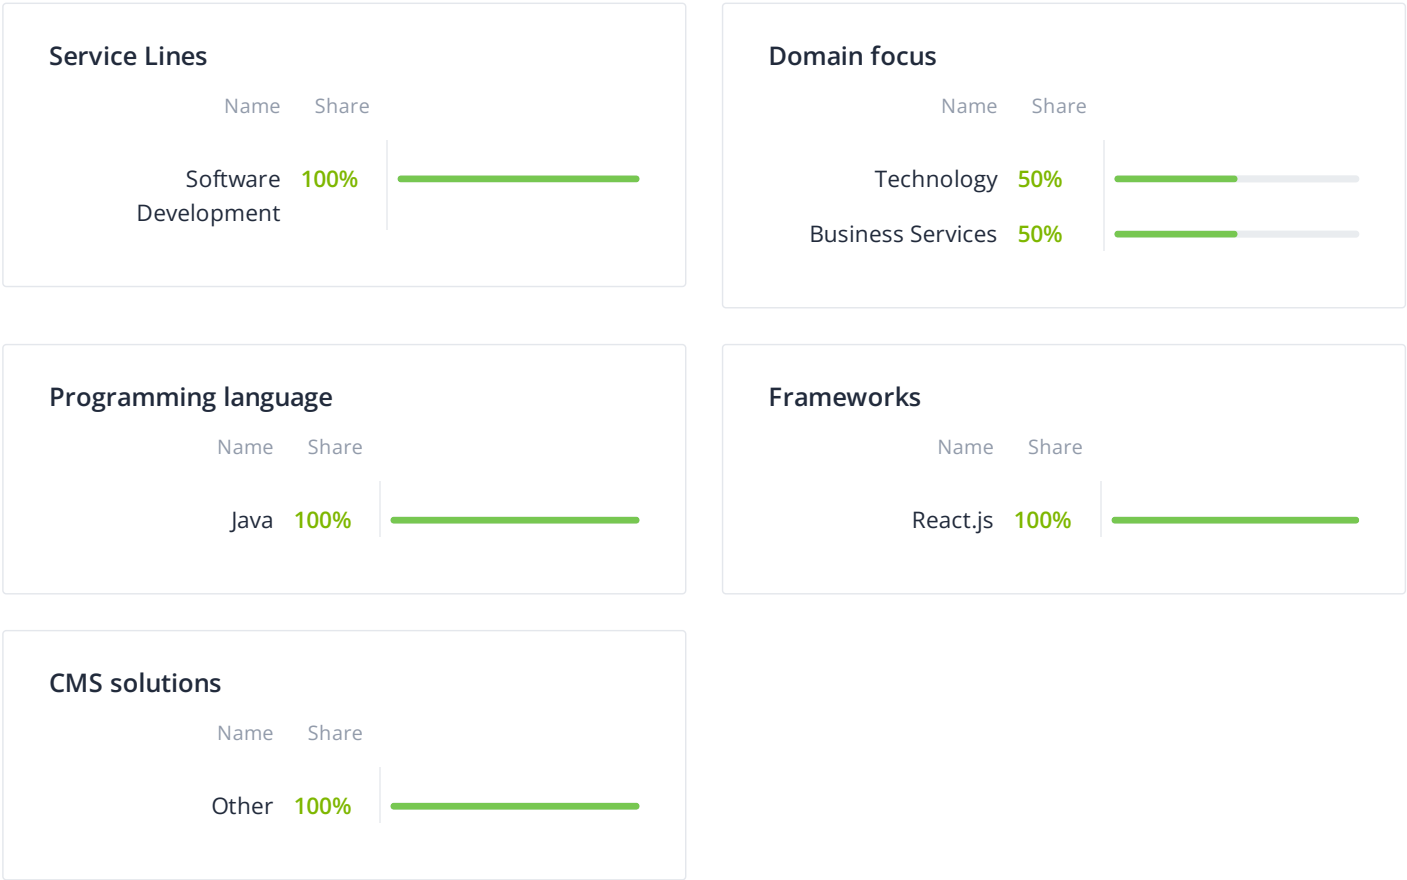 Service Lines
Name Share
Software 100%
Development
Domain focus
Name Share
Technology 50%
Business Services 50%
Programming language
Name Share
Java 100%
Frameworks
Name Share
React.js 100%
CMS solutions
Name Share
Other 100%